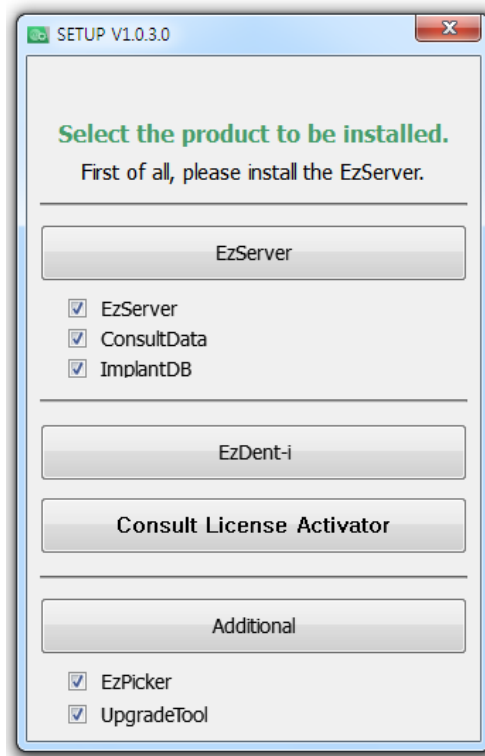 SETUP V1.0.3.0
Select the product to be installed.
First of all, please install the EzServer.
EzServer
EzServer
ConsultData
ImplantDB
EzDent-i
Consult License Activator
Additional
EzPicker
UpgradeTool